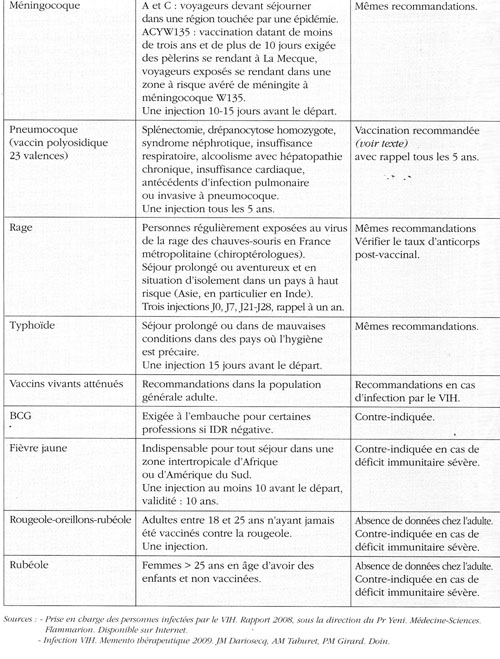 Méningocoque
A et C : voyageurs devant séjourner
dans une région touchée par une épidémie.
ACYW135 : vaccination datant de moins
de trois ans et de plus de 10 jours exigée
des pèlerins se rendant à La Mecque,
voyageurs exposés se rendant dans une
zone à risque avéré de méningite à
méningocoque W135.
Une injection 10-15 jours avant le départ.
Mêmes recommandations.
Pneumocoque
(vaccin polyosidique
23 valences)
Splénectomie, drépanocytose homozygote,
syndrome néphrotique, insuffisance
respiratoire, alcoolisme avec hépatopathie
chronique, insuffisance cardiaque,
antécédents d'infection pulmonaire
ou invasive à pneumocoque.
Une injection tous les 5 ans.
Vaccination recommandée
(voir texte)
avec rappel tous les 5 ans.
Rage
Personnes régulièrement exposées au virus
de la rage des chauves-souris en France
métropolitaine (chiroptérologues).
Séjour prolongé ou aventureux et en
situation d'isolement dans un pays à haut
risque (Asie, en particulier en Inde).
Trois injections J0, J7, J21-J28, rappel à un an.
Mêmes recommandations
Vérifier le taux d'anticorps
post-vaccinal.
Typhoïde
Séjour prolongé ou dans de mauvaises
conditions dans des pays où l'hygiène
est précaire.
Une injection 15 jours avant le départ.
Mêmes recommandations.
Vaccins vivants atténués
Recommandations dans la population
générale adulte.
Recommandations en cas
d'infection par le VIH.
BCG
Exigée à l'embauche pour certaines
professions si IDR négative.
Contre-indiquée.
Fièvre jaune
Indispensable pour tout séjour dans une
zone intertropicale d'Afrique
ou d'Amérique du Sud.
Une injection au moins 10 avant le départ,
validité : 10 ans.
Contre-indiquée en cas de
déficit immunitaire sévère.
Rougeole-oreillons-rubéole
Adultes entre 18 et 25 ans n'ayant jamais
été vaccinés contre la rougeole.
Une injection.
Absence de données chez l'adulte.
Contre-indiquée en cas de
déficit immunitaire sévère.
Rubéole
Femmes > 25 ans en âge d'avoir des
enfants et non vaccinées.
Absence de données chez l'adulte.
Contre-indiquée en cas de
déficit immunitaire sévère.
Sources : - Prise en charge des personnes infectées par le VIH. Rapport 2008, sous la direction du Pr Yeni. Médecine-Sciences.
Flammarion. Disponible sur Internet.
- Infection VIH. Memento thérapeutique 2009. JM Dariosecq, AM Taburet, PM Girard. Doin.